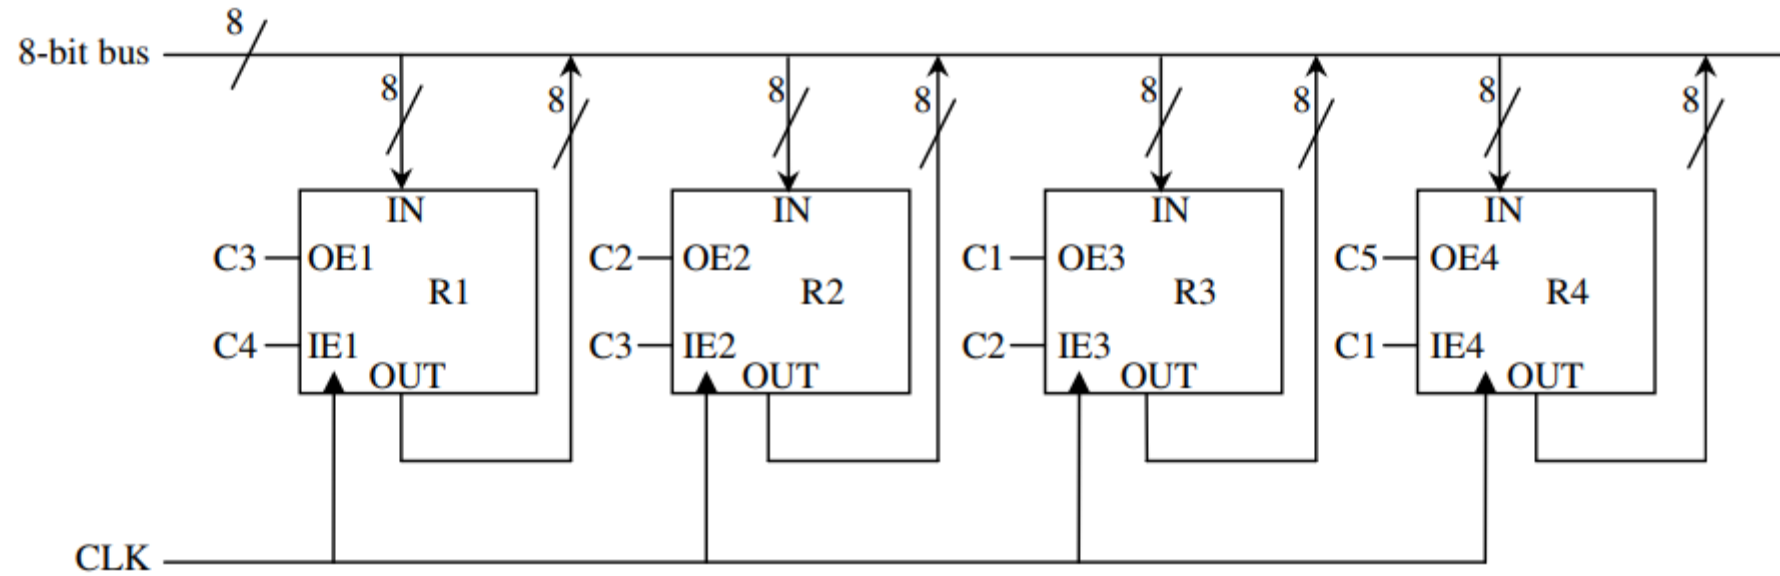 8
8-bit bus
8 8 8 8 8 8 8 8
IN IN IN IN
C3 OE1 C2 OE2 C1 OE3 C5 OE4
R1 R2 R3 R4
C4 IE1 C3 IE2 C2 IE3 C1 IE4
OUT OUT OUT OUT
CLK